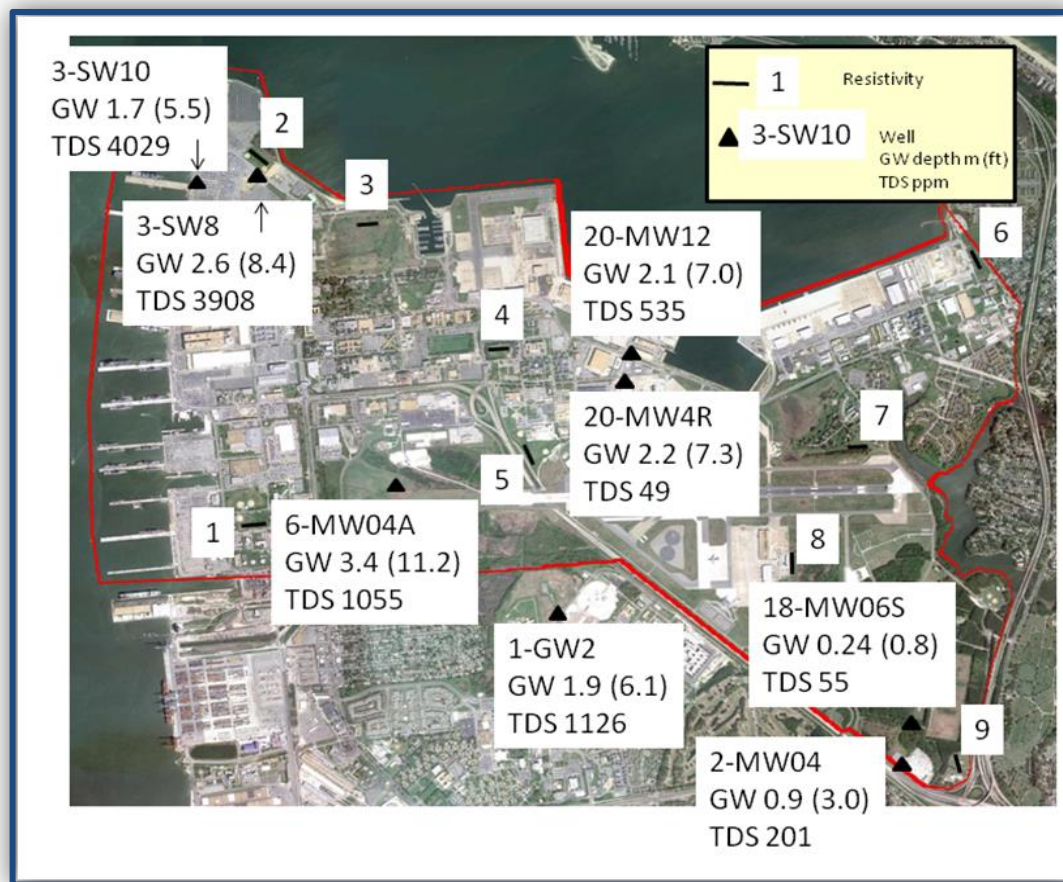 3-SW10
GW 1.7 (5.5)
TDS 4029
2
3
3-SW8
GW 2.6 (8.4)
TDS 3908
1
Resistivity
3-SW10
Well
GW depth m (ft)
TDS ppm
6
20-MW12
GW 2.1 (7.0)
TDS 535
4
20-MW4R
GW 2.2 (7.3)
TDS 49
7
5
1
6-MW04A
GW 3.4 (11.2)
TDS 1055
8
1-GW2
GW 1.9 (6.1)
TDS 1126
18-MW06S
GW 0.24 (0.8)
TDS 55
9
2-MW04
GW 0.9 (3.0)
TDS 201